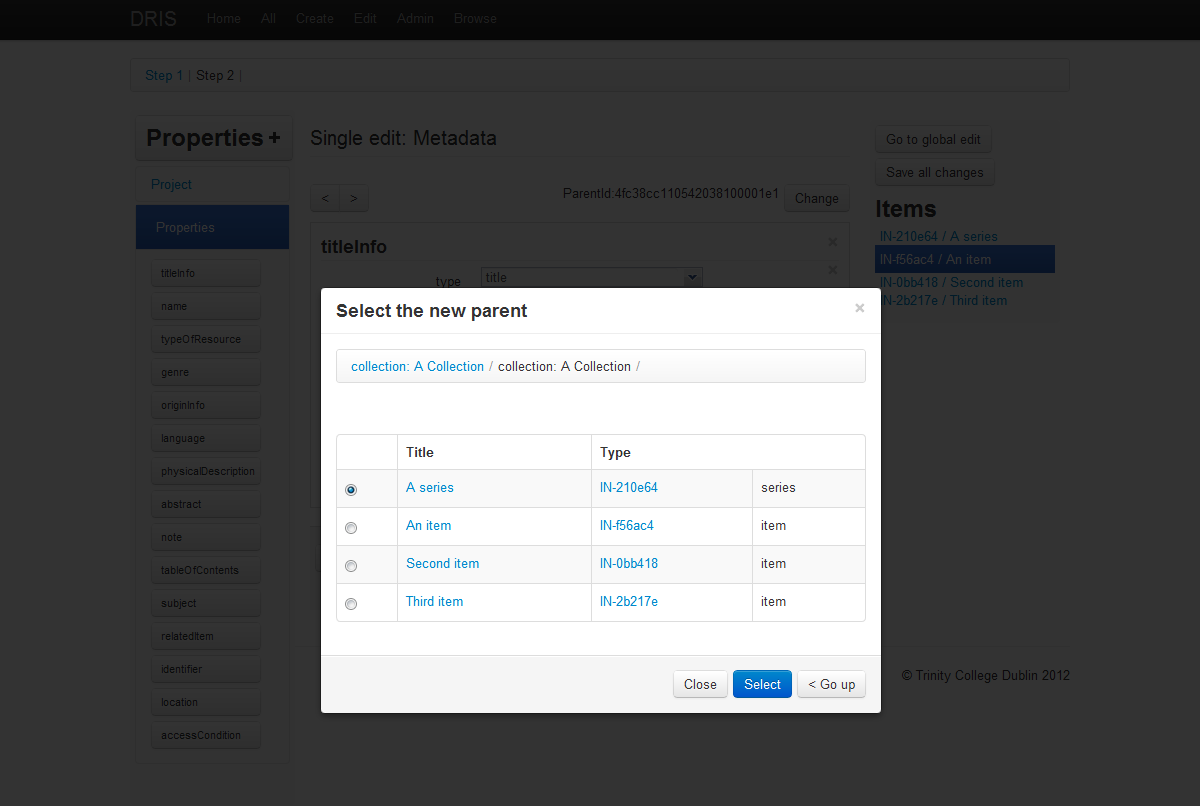 DRIS Home All Create Edit Admin Browse
Step 1 | Step 2 |
Properties +
Project
Properties
titleInfo
name
typeOfResource
genre
originInfo
language
physicalDescription
abstract
note
tableOfContents
subject
relatedItem
identifier
location
accessCondition
Single edit: Metadata
< >
ParentId:4fc38cc110542038100001e1 Change
titleInfo ×
type title ×
Go to global edit
Save all changes
Items
IN-210e64 / A series
IN-f56ac4 / An item
IN-0bb418 / Second item
IN-2b217e / Third item
Select the new parent ×
collection: A Collection / collection: A Collection /
Title Type
A series IN-210e64 series
An item IN-f56ac4 item
Second item IN-0bb418 item
Third item IN-2b217e item
Close Select < Go up
© Trinity College Dublin 2012